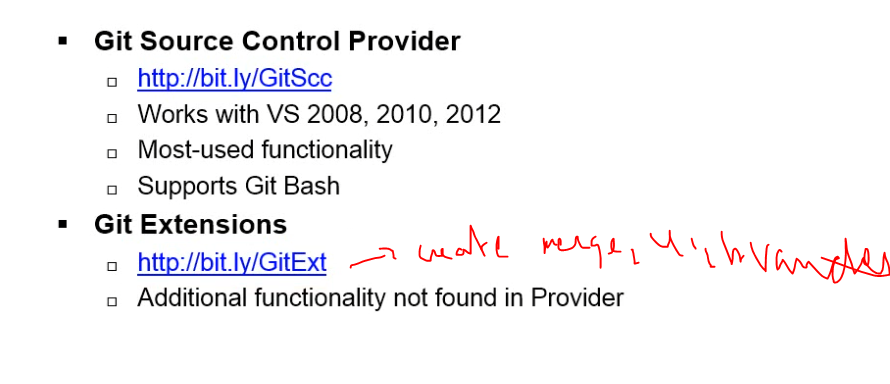 Git Source Control Provider
http://bit.ly/GitScc
Works with VS 2008, 2010, 2012
Most-used functionality
Supports Git Bash
Git Extensions
http://bit.ly/GitExt → create merge,
Additional functionality not found in Provider